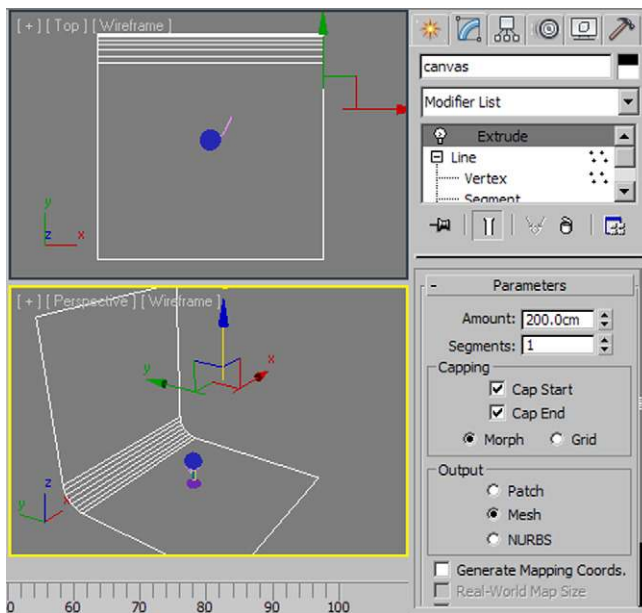 [ + ] [ Top ] [ Wireframe ]
y
z x
[ + ] [ Perspective ] [ Wireframe ]
y
x
z
y x
60 70 80 90 100
canvas
Modifier List
Extrude
Line
Vertex
Segment
- Parameters
Amount: 200.0cm
Segments: 1
Capping
Cap Start
Cap End
Morph Grid
Output
Patch
Mesh
NURBS
Generate Mapping Coords.
Real-World Map Size